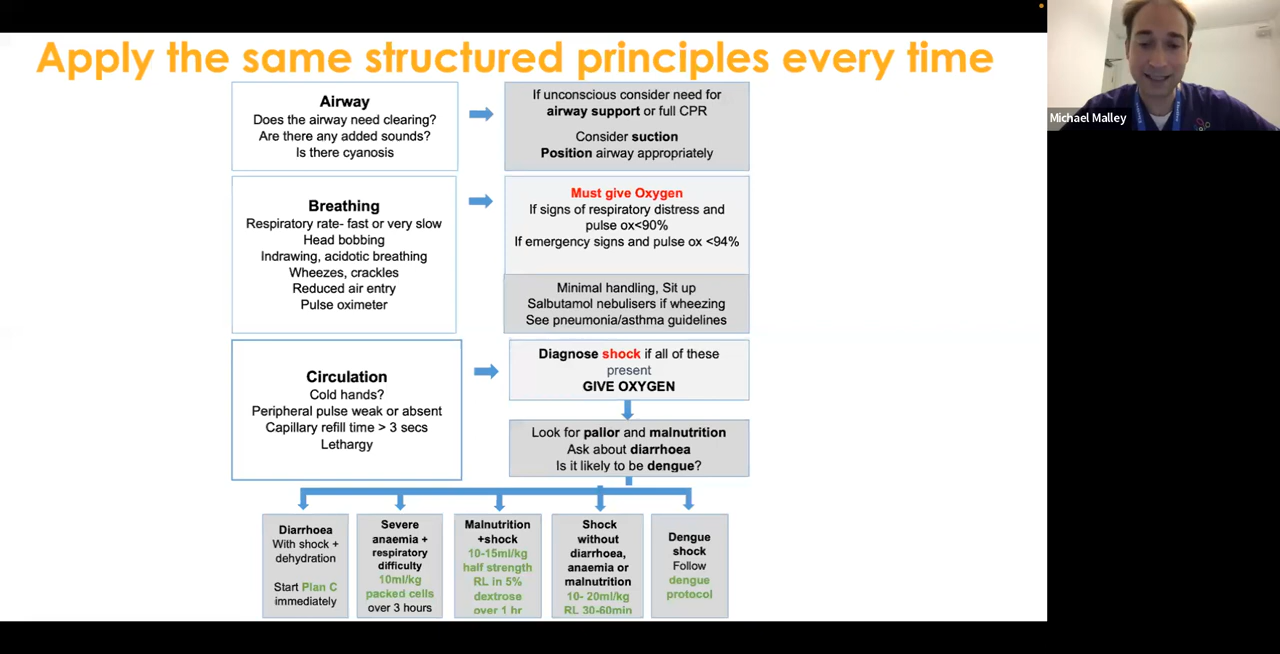 Apply the same structured principles every time
Michael Malley
Airway
Does the airway need clearing?
Are there any added sounds?
Is there cyanosis
If unconscious consider need for
airway support or full CPR
Consider suction
Position airway appropriately
Breathing
Respiratory rate- fast or very slow
Head bobbing
Indrawing, acidotic breathing
Wheezes, crackles
Reduced air entry
Pulse oximeter
Must give Oxygen
If signs of respiratory distress and
pulse ox<90%
If emergency signs and pulse ox <94%
Minimal handling, Sit up
Salbutamol nebulisers if wheezing
See pneumonia/asthma guidelines
Circulation
Cold hands?
Peripheral pulse weak or absent
Capillary refill time > 3 secs
Lethargy
Diagnose shock if all of these
present
GIVE OXYGEN
Look for pallor and malnutrition
Ask about diarrhoea
Is it likely to be dengue?
Diarrhoea
With shock +
dehydration
Start Plan C
immediately
Severe
anaemia +
respiratory
difficulty
10ml/kg
packed cells
over 3 hours
Malnutrition
+shock
10-15ml/kg
half strength
RL in 5%
dextrose
over 1 hr
Shock
without
diarrhoea,
anaemia or
malnutrition
10- 20ml/kg
RL 30-60min
Dengue
shock
Follow
dengue
protocol